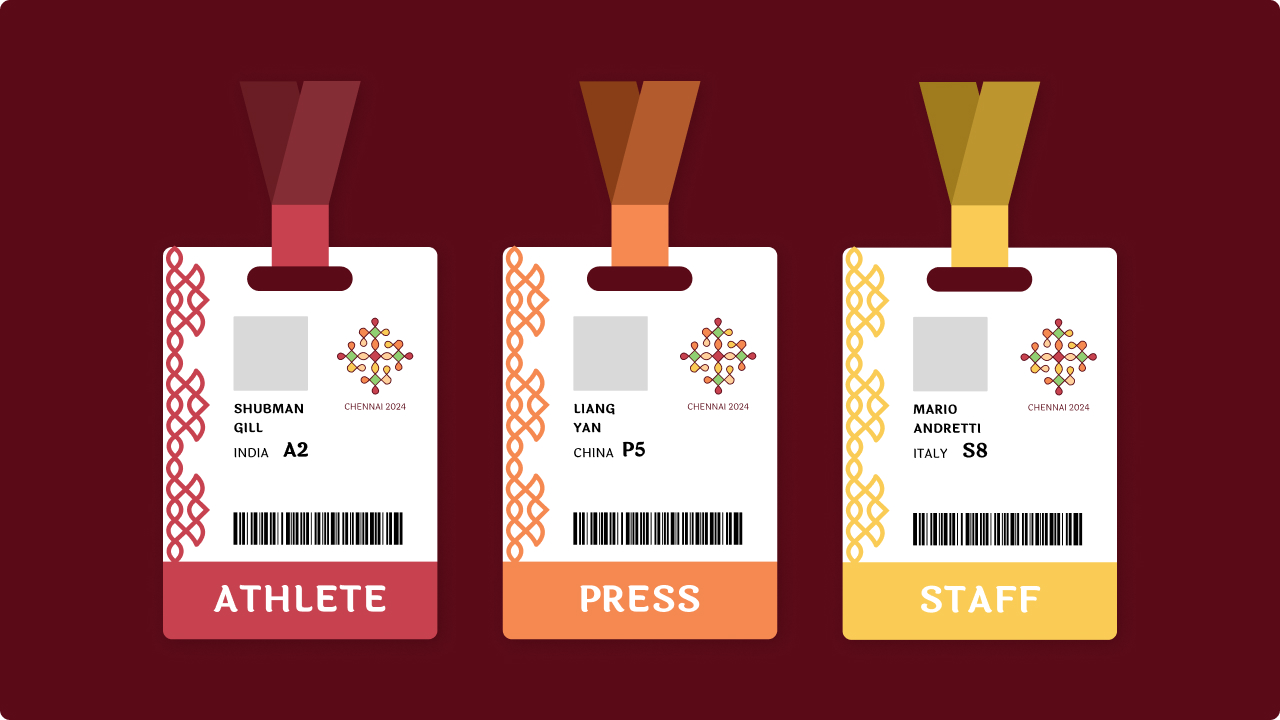 SHUBMAN
GILL
INDIA A2
CHENNAI 2024
ATHLETE
LIANG
YAN
CHINA P5
CHENNAI 2024
PRESS
MARIO
ANDRETTI
ITALY S8
CHENNAI 2024
STAFF